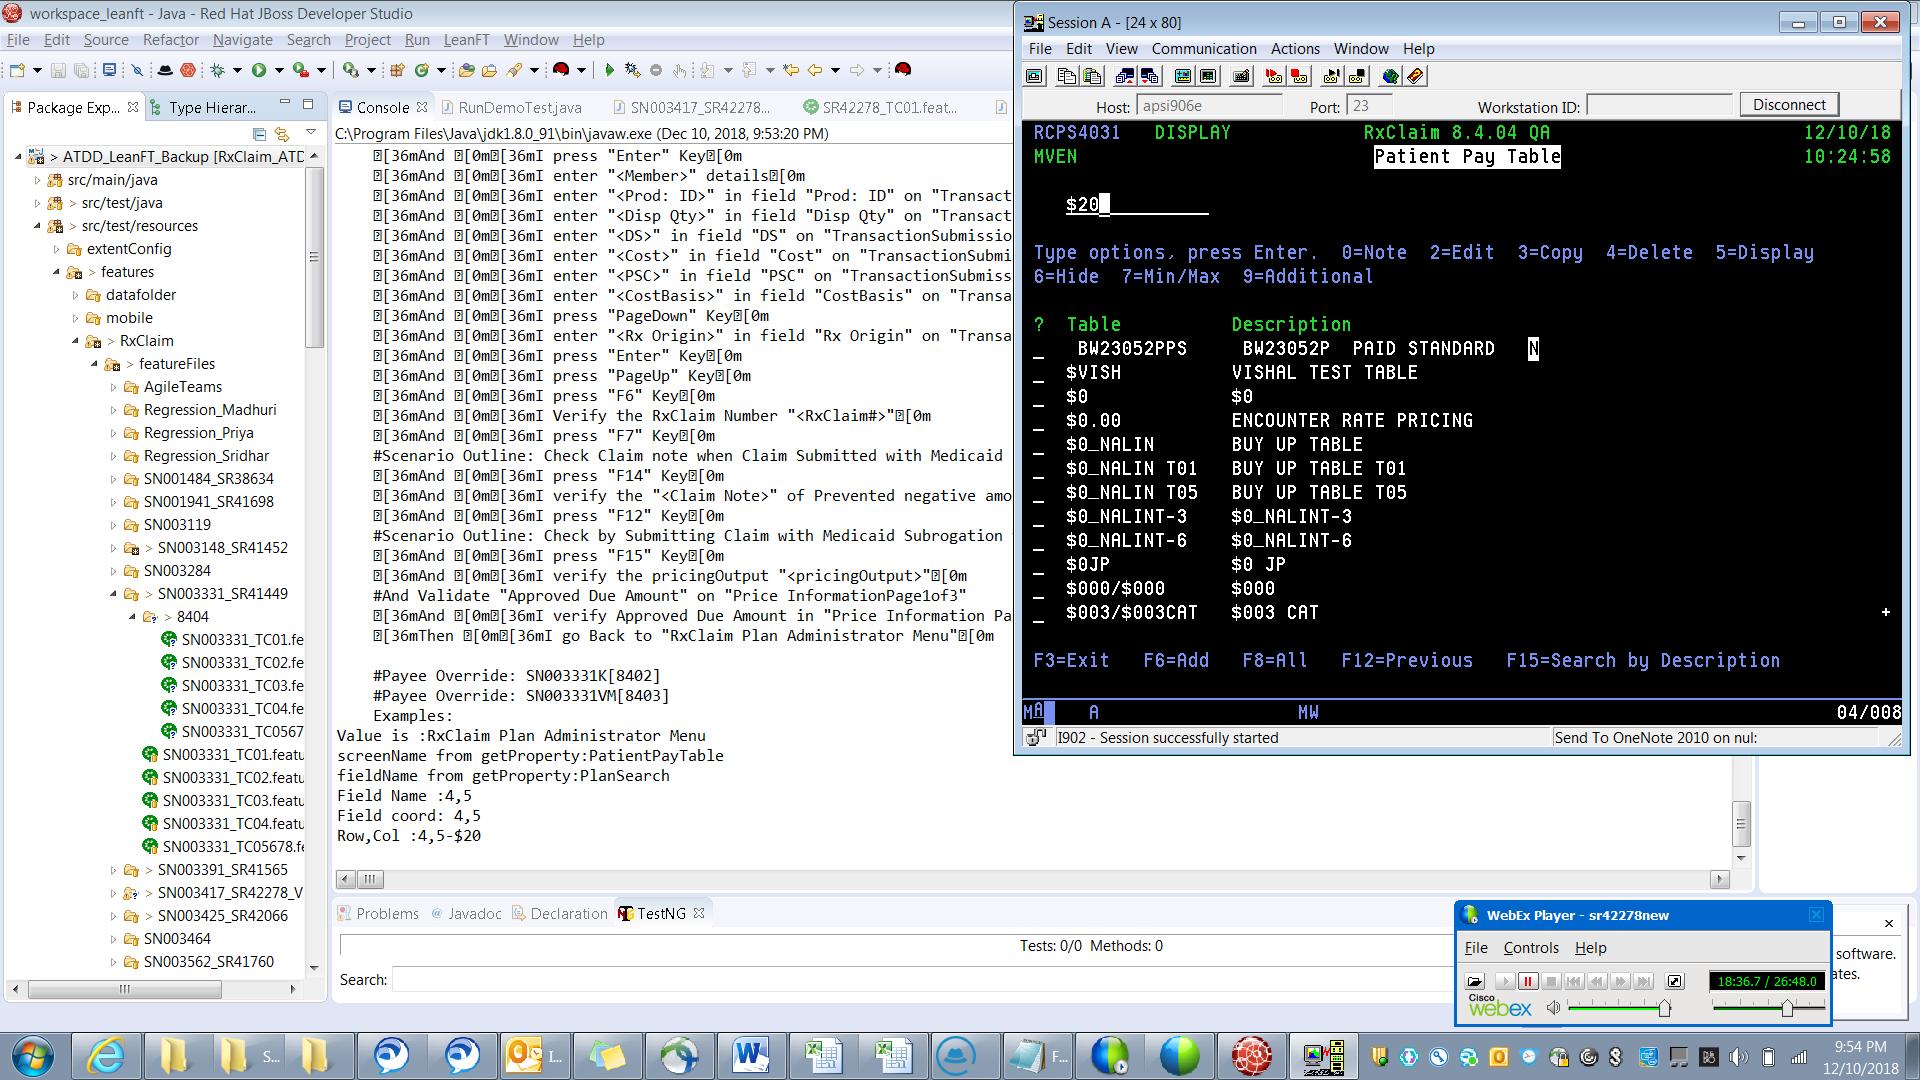 workspace_leanft - Java - Red Hat JBoss Developer Studio
File Edit Source Refactor Navigate Search Project Run LeanFT Window Help
Package Exp... Type Hierar...
> ATDD_LeanFT_Backup [RxClaim_ATD
src/main/java
> src/test/java
> src/test/resources
extentConfig
> features
datafolder
mobile
> RxClaim
> featureFiles
AgileTeams
Regression_Madhuri
Regression_Priya
Regression_Sridhar
SN001484_SR38634
SN001941_SR41698
SN003119
> SN003148_SR41452
SN003284
> SN003331_SR41449
> 8404
SN003331_TC01.fe
SN003331_TC02.fe
SN003331_TC03.fe
SN003331_TC04.fe
SN003331_TC0567
SN003331_TC01.featu
SN003331_TC02.featu
SN003331_TC03.featu
SN003331_TC04.featu
SN003331_TC05678.fe
> SN003391_SR41565
> SN003417_SR42278_V
> SN003425_SR42066
SN003464
SN003562_SR41760
Console RunDemoTest.java SN003417_SR42278... SR42278_TC01.feat...
C:\Program Files\Java\jdk1.8.0_91\bin\javaw.exe (Dec 10, 2018, 9:53:20 PM)
[36mAnd [0m[36mI press "Enter" Key[0m
[36mAnd [0m[36mI enter "<Member>" details[0m
[36mAnd [0m[36mI enter "<Prod: ID>" in field "Prod: ID" on "Transact
[36mAnd [0m[36mI enter "<Disp Qty>" in field "Disp Qty" on "Transact
[36mAnd [0m[36mI enter "<DS>" in field "DS" on "TransactionSubmissio
[36mAnd [0m[36mI enter "<Cost>" in field "Cost" on "TransactionSubmi
[36mAnd [0m[36mI enter "<PSC>" in field "PSC" on "TransactionSubmiss
[36mAnd [0m[36mI enter "<CostBasis>" in field "CostBasis" on "Transa
[36mAnd [0m[36mI press "PageDown" Key[0m
[36mAnd [0m[36mI enter "<Rx Origin>" in field "Rx Origin" on "Transa
[36mAnd [0m[36mI press "Enter" Key[0m
[36mAnd [0m[36mI press "PageUp" Key[0m
[36mAnd [0m[36mI press "F6" Key[0m
[36mAnd [0m[36mI Verify the RxClaim Number "<RxClaim#>"[0m
[36mAnd [0m[36mI press "F7" Key[0m
#Scenario Outline: Check Claim note when Claim Submitted with Medicaid
[36mAnd [0m[36mI press "F14" Key[0m
[36mAnd [0m[36mI verify the "<Claim Note>" of Prevented negative amo
[36mAnd [0m[36mI press "F12" Key[0m
#Scenario Outline: Check by Submitting Claim with Medicaid Subrogation
[36mAnd [0m[36mI press "F15" Key[0m
[36mAnd [0m[36mI verify the pricingOutput "<pricingOutput>"[0m
#And Validate "Approved Due Amount" on "Price InformationPage1of3"
[36mAnd [0m[36mI verify Approved Due Amount in "Price Information Pa
[36mThen [0m[36mI go Back to "RxClaim Plan Administrator Menu"[0m
#Payee Override: SN003331K[8402]
#Payee Override: SN003331VM[8403]
Examples:
Value is :RxClaim Plan Administrator Menu
screenName from getProperty:PatientPayTable
fieldName from getProperty:PlanSearch
Field Name :4,5
Field coord: 4,5
Row,Col :4,5-$20
Problems Javadoc Declaration TestNG
Tests: 0/0 Methods: 0
Search:
Session A - [24 x 80]
File Edit View Communication Actions Window Help
Host: apsi906e Port: 23 Workstation ID: Disconnect
RCPS4031 DISPLAY RxClaim 8.4.04 QA 12/10/18
MVEN Patient Pay Table 10:24:58
$20
Type options, press Enter. 0=Note 2=Edit 3=Copy 4=Delete 5=Display
6=Hide 7=Min/Max 9=Additional
? Table Description
BW23052PPS BW23052P PAID STANDARD N
$VISH VISHAL TEST TABLE
$0 $0
$0.00 ENCOUNTER RATE PRICING
$0_NALIN BUY UP TABLE
$0_NALIN T01 BUY UP TABLE T01
$0_NALIN T05 BUY UP TABLE T05
$0_NALINT-3 $0_NALINT-3
$0_NALINT-6 $0_NALINT-6
$0JP $0 JP
$000/$000 $000
$003/$003CAT $003 CAT +
F3=Exit F6=Add F8=All F12=Previous F15=Search by Description
MA A MW 04/008
I902 - Session successfully started Send To OneNote 2010 on nul:
WebEx Player - sr42278new
File Controls Help
18:36.7 / 26:48.0
Cisco webex
software.
ates.
S... I... F...
9:54 PM
12/10/2018